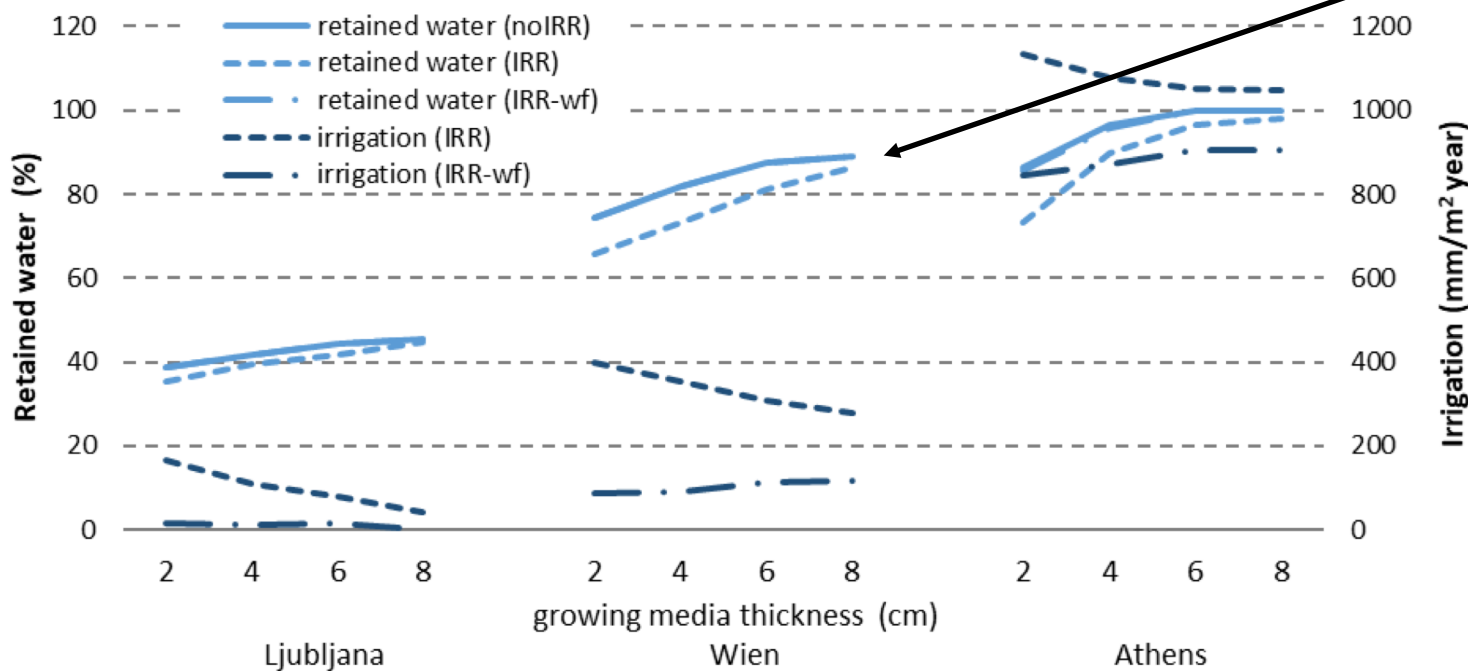 120
100
80
60
40
20
0
Retained water (%)
retained water (noIRR)
retained water (IRR)
retained water (IRR-wf)
irrigation (IRR)
irrigation (IRR-wf)
1200
1000
800
600
400
200
0
Irrigation (mm/m² year)
2 4 6 8 2 4 6 8 2 4 6 8
growing media thickness (cm)
Ljubljana Wien Athens